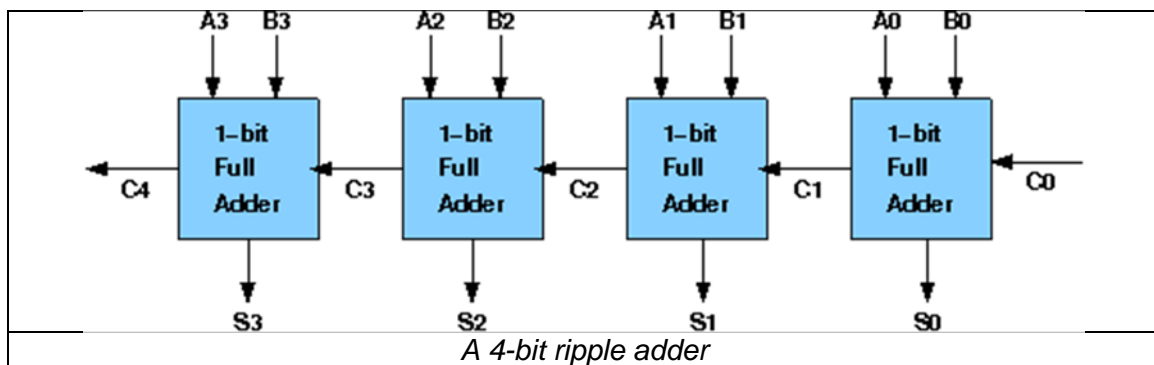 A3 B3 A2 B2 A1 B1 A0 B0
1-bit 1-bit 1-bit 1-bit
Full Full Full Full
C4 C3 C2 C1 C0
Adder Adder Adder Adder
S3 S2 S1 S0
A 4-bit ripple adder